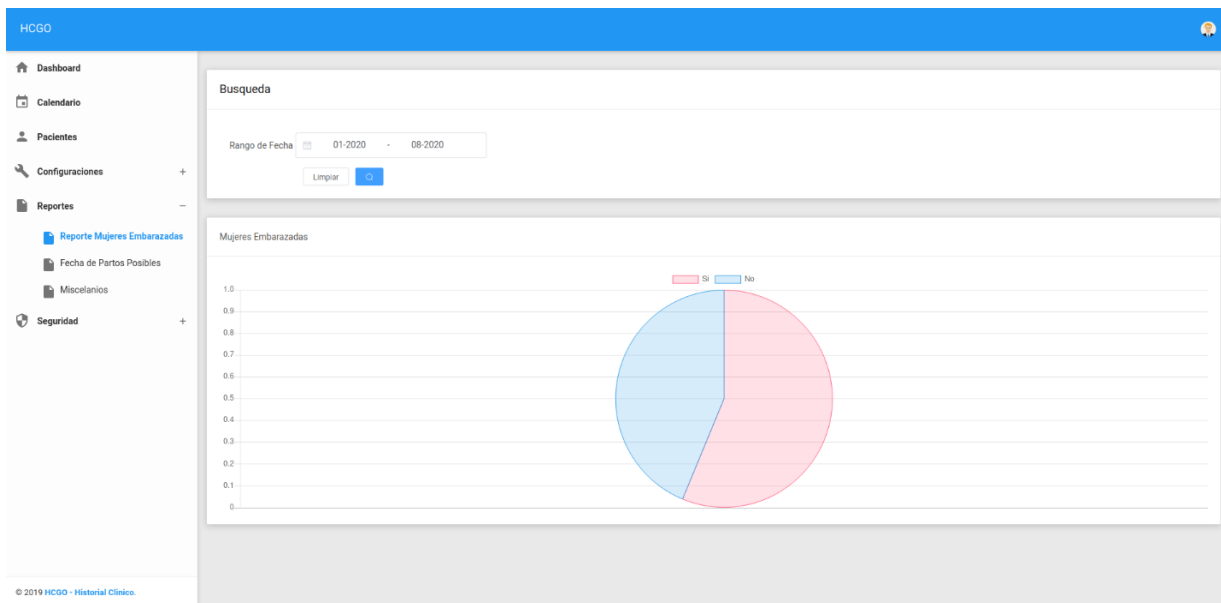 HCGO
Dashboard
Calendario
Pacientes
Configuraciones +
Reportes −
Reporte Mujeres Embarazadas
Fecha de Partos Posibles
Miscelanios
Seguridad +
© 2019 HCGO - Historial Clinico.
Busqueda
Rango de Fecha 01-2020 - 08-2020
Limpiar
Mujeres Embarazadas
Si No
1.0
0.9
0.8
0.7
0.6
0.5
0.4
0.3
0.2
0.1
0